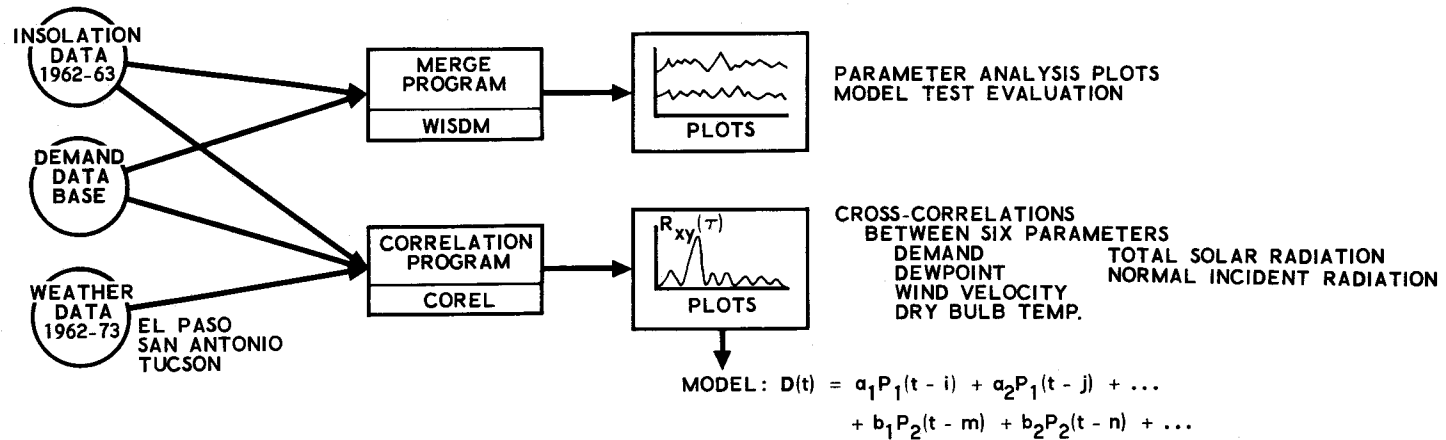 INSOLATION
DATA
1962-63
DEMAND
DATA
BASE
WEATHER
DATA
1962-73
EL PASO
SAN ANTONIO
TUCSON
MERGE
PROGRAM
WISDM
CORRELATION
PROGRAM
COREL
PLOTS
PARAMETER ANALYSIS PLOTS
MODEL TEST EVALUATION
Rxy(τ)
PLOTS
CROSS-CORRELATIONS
BETWEEN SIX PARAMETERS
DEMAND
DEWPOINT
WIND VELOCITY
DRY BULB TEMP.
TOTAL SOLAR RADIATION
NORMAL INCIDENT RADIATION
MODEL: D(t) = a₁P₁(t - i) + a₂P₁(t - j) + ...
+ b₁P₂(t - m) + b₂P₂(t - n) + ...